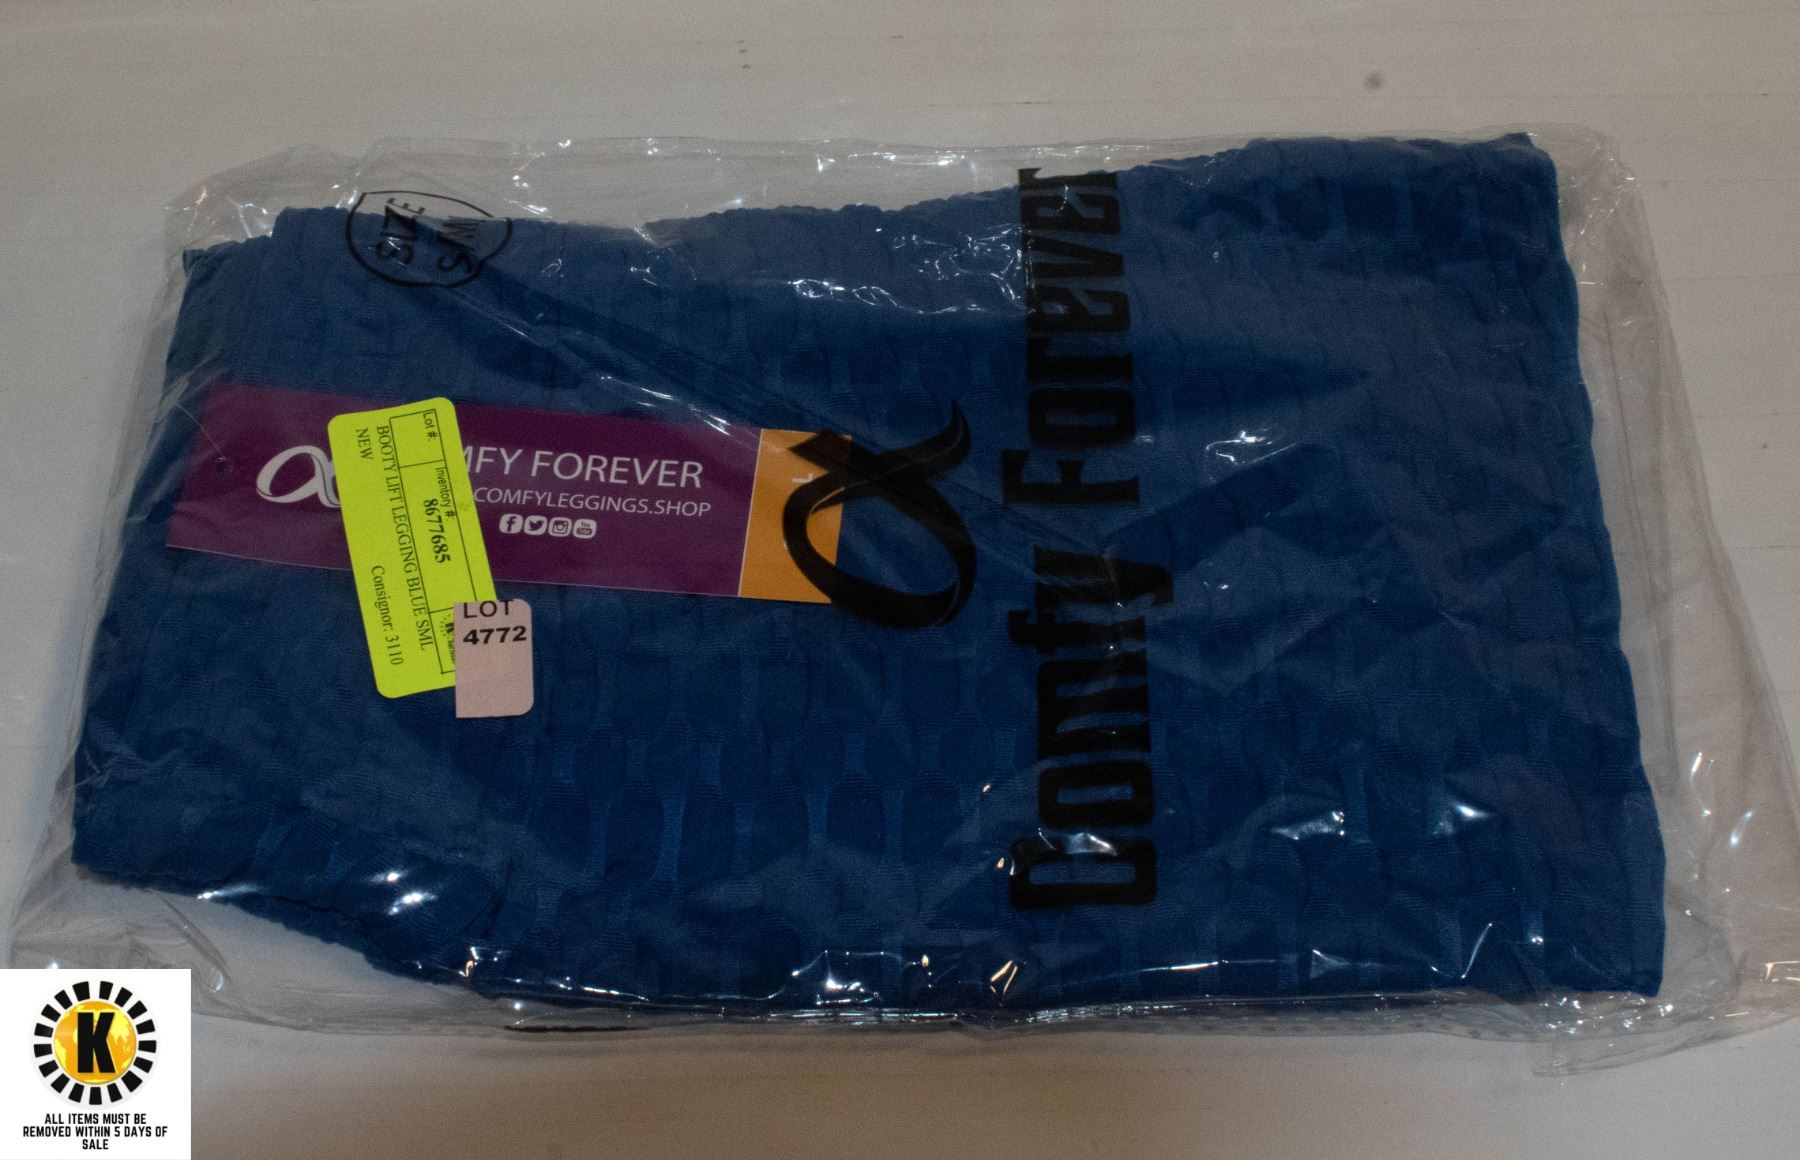 SIZE
S/M
Comfy Forever
MFY FOREVER
COMFYLEGGINGS.SHOP
You
L
Lot #:
Inventory #:
8677685
BOOTY LIFT LEGGING BLUE SML
NEW
Consignor: 3110
LOT
4772
K
ALL ITEMS MUST BE
REMOVED WITHIN 5 DAYS OF
SALE